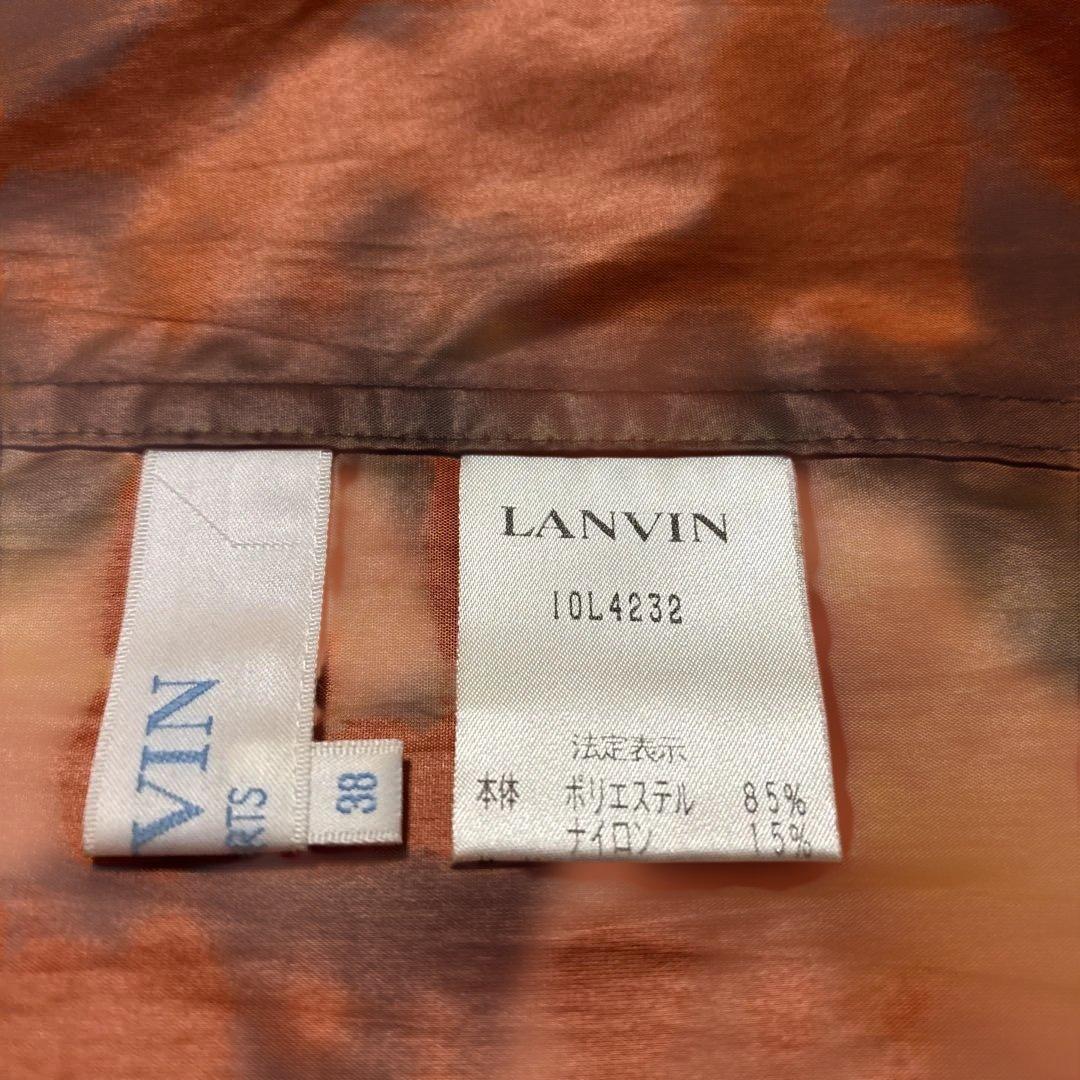 VIN
RTS
38
LANVIN
10L4232
法定表示
本体 ポリエステル 85%
ナイロン 15%